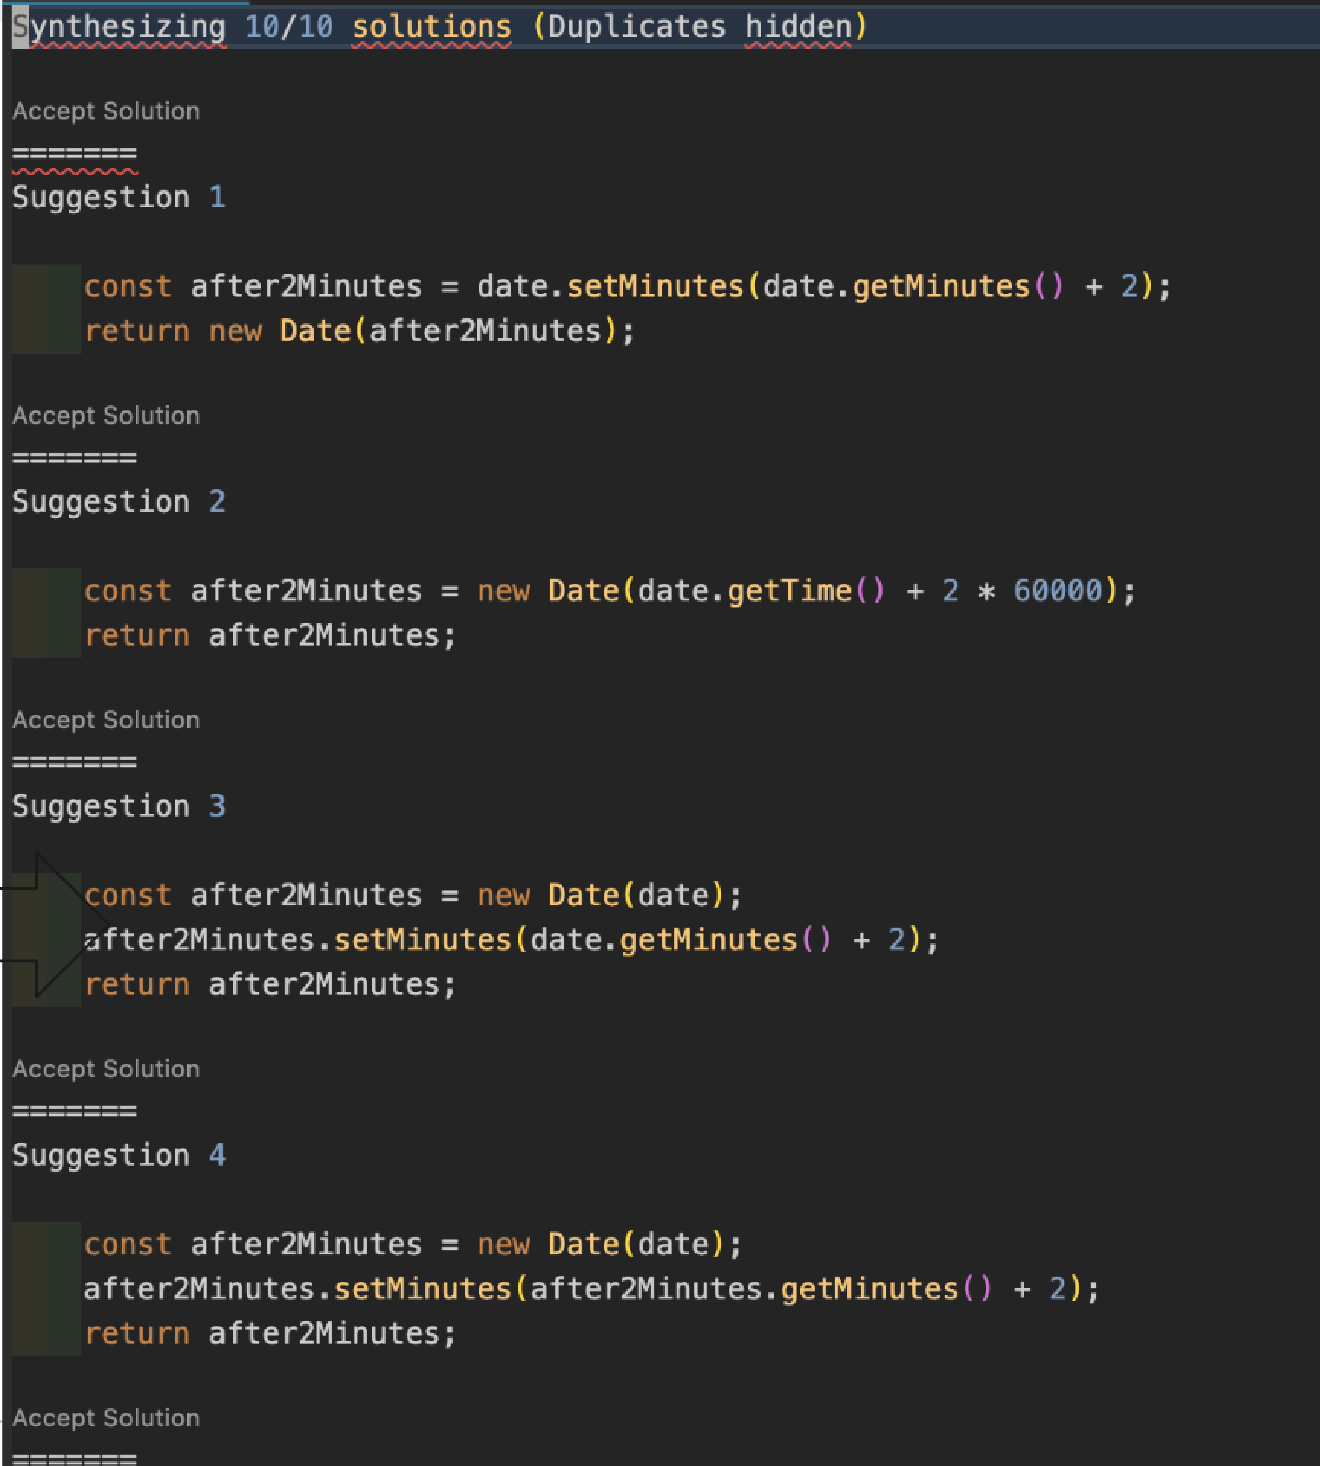 Synthesizing 10/10 solutions (Duplicates hidden)
Accept Solution
=======
Suggestion 1
const after2Minutes = date.setMinutes(date.getMinutes() + 2);
return new Date(after2Minutes);
Accept Solution
=======
Suggestion 2
const after2Minutes = new Date(date.getTime() + 2 * 60000);
return after2Minutes;
Accept Solution
=======
Suggestion 3
const after2Minutes = new Date(date);
after2Minutes.setMinutes(date.getMinutes() + 2);
return after2Minutes;
Accept Solution
=======
Suggestion 4
const after2Minutes = new Date(date);
after2Minutes.setMinutes(after2Minutes.getMinutes() + 2);
return after2Minutes;
Accept Solution
=======